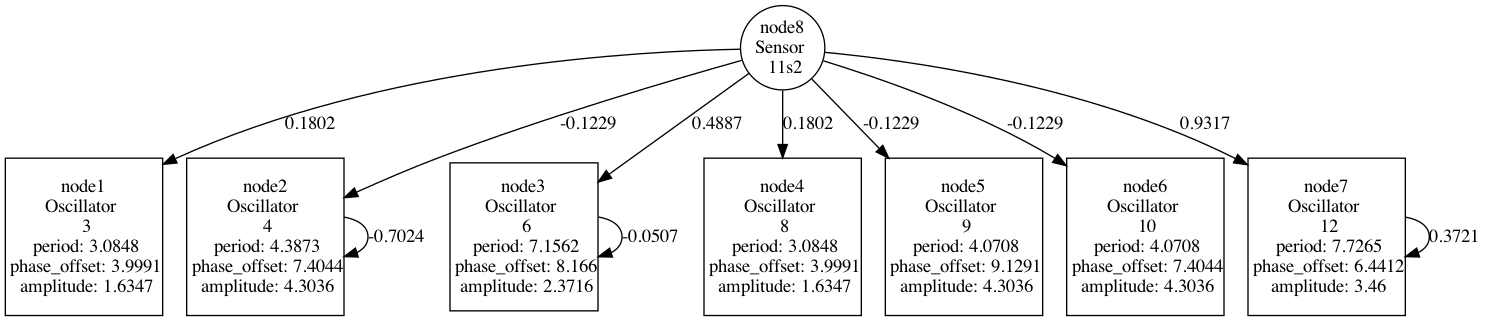 node8
Sensor
11s2
0.1802
-0.1229
0.4887
0.1802
-0.1229
-0.1229
0.9317
node1
Oscillator
3
period: 3.0848
phase_offset: 3.9991
amplitude: 1.6347
node2
Oscillator
4
period: 4.3873
phase_offset: 7.4044
amplitude: 4.3036
-0.7024
node3
Oscillator
6
period: 7.1562
phase_offset: 8.166
amplitude: 2.3716
-0.0507
node4
Oscillator
8
period: 3.0848
phase_offset: 3.9991
amplitude: 1.6347
node5
Oscillator
9
period: 4.0708
phase_offset: 9.1291
amplitude: 4.3036
node6
Oscillator
10
period: 4.0708
phase_offset: 7.4044
amplitude: 4.3036
node7
Oscillator
12
period: 7.7265
phase_offset: 6.4412
amplitude: 3.46
0.3721